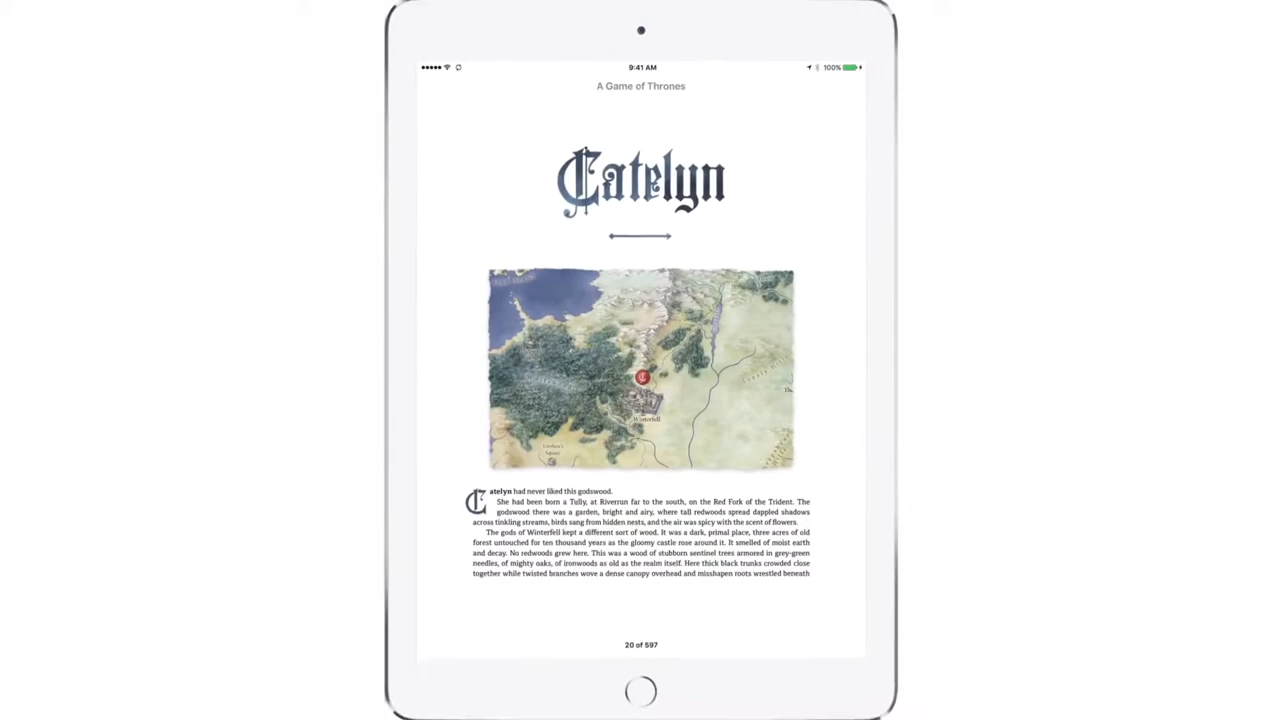 9:41 AM
100%
A Game of Thrones
Catelyn
C
Winterfell
Square
Catelyn had never liked this godswood.
She had been born a Tully, at Riverrun far to the south, on the Red Fork of the Trident. The
godswood there was a garden, bright and airy, where tall redwoods spread dappled shadows
across tinkling streams, birds sang from hidden nests, and the air was spicy with the scent of flowers.
The gods of Winterfell kept a different sort of wood. It was a dark, primal place, three acres of old
forest untouched for ten thousand years as the gloomy castle rose around it. It smelled of moist earth
and decay. No redwoods grew here. This was a wood of stubborn sentinel trees armored in grey-green
needles, of mighty oaks, of ironwoods as old as the realm itself. Here thick black trunks crowded close
together while twisted branches wove a dense canopy overhead and misshapen roots wrestled beneath
20 of 597